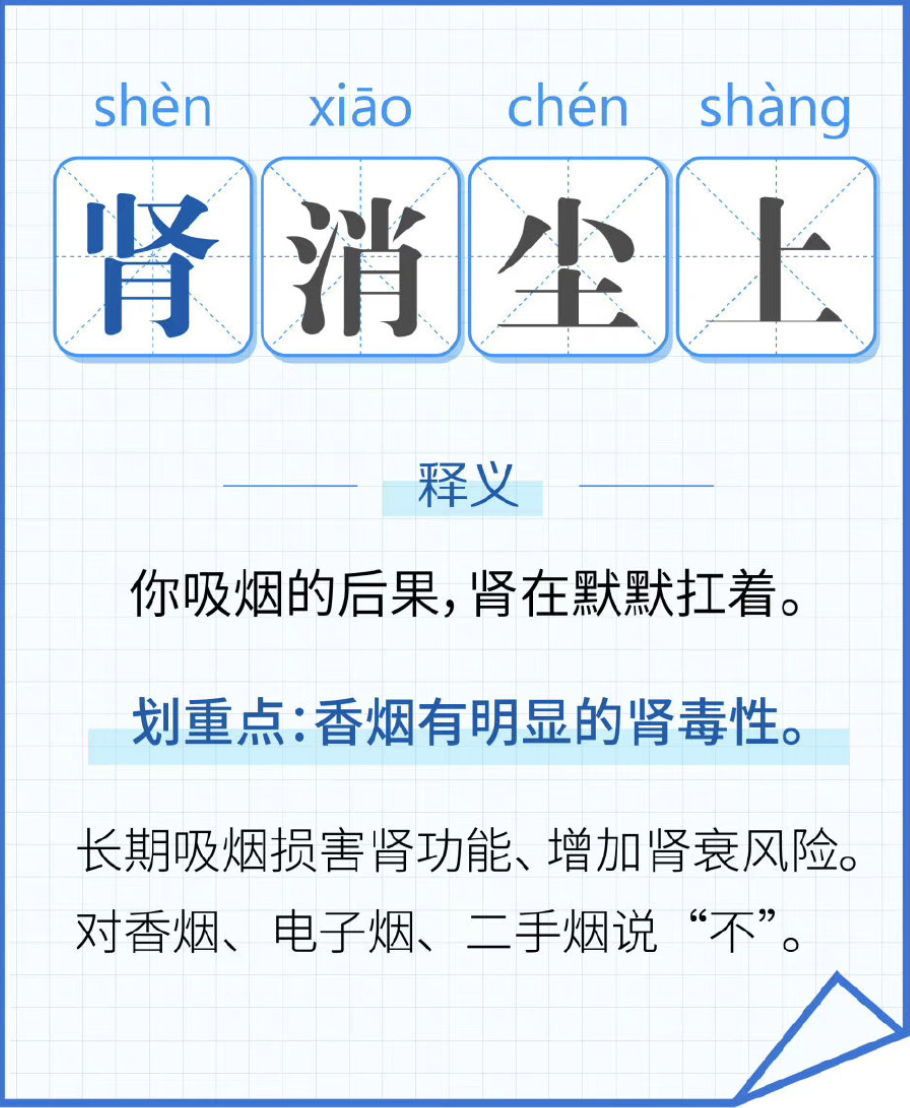 shèn xiāo chén shàng
肾消尘上
释义
你吸烟的后果，肾在默默扛着。
划重点：香烟有明显的肾毒性。
长期吸烟损害肾功能、增加肾衰风险。
对香烟、电子烟、二手烟说“不”。